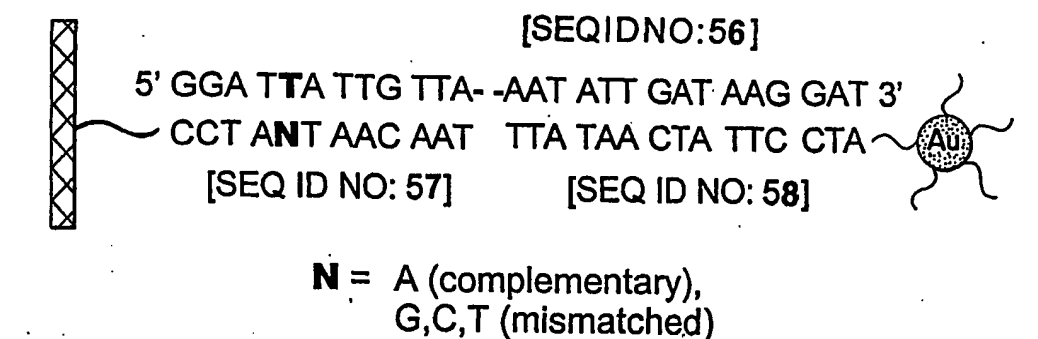 [SEQIDNO:56]
5' GGA TTA TTG TTA- -AAT ATT GAT AAG GAT 3'
CCT ANT AAC AAT TTA TAA CTA TTC CTA Au
[SEQ ID NO: 57] [SEQ ID NO: 58]
N = A (complementary),
G,C,T (mismatched)